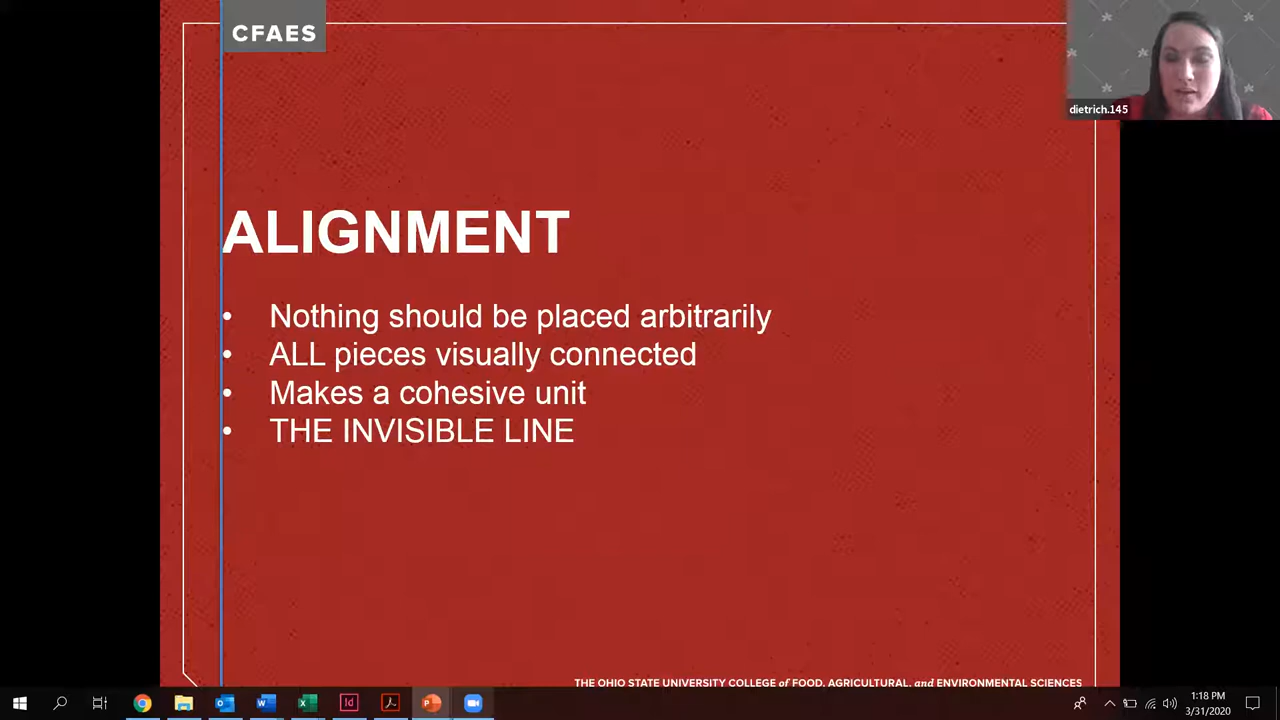 CFAES
dietrich.145
ALIGNMENT
• Nothing should be placed arbitrarily
• ALL pieces visually connected
• Makes a cohesive unit
• THE INVISIBLE LINE
THE OHIO STATE UNIVERSITY COLLEGE of FOOD, AGRICULTURAL, and ENVIRONMENTAL SCIENCES
1:18 PM
3/31/2020